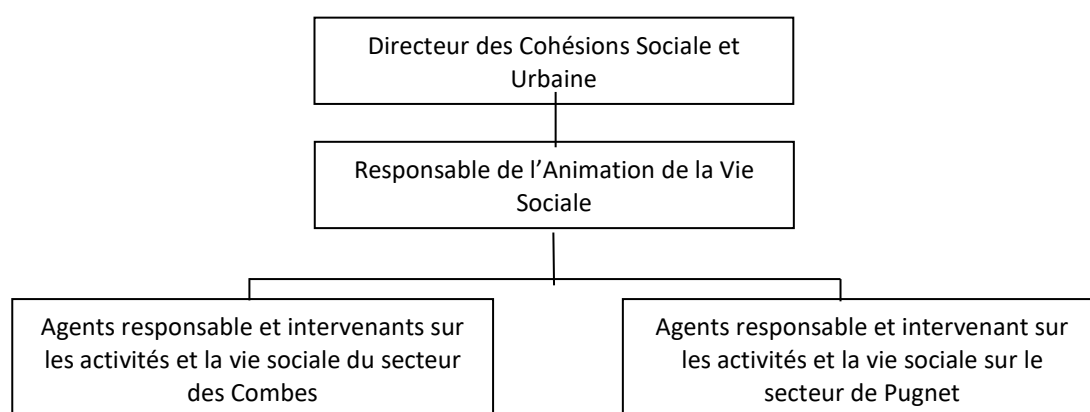 Directeur des Cohésions Sociale et
Urbaine
Responsable de l’Animation de la Vie
Sociale
Agents responsable et intervenants sur
les activités et la vie sociale du secteur
des Combes
Agents responsable et intervenant sur
les activités et la vie sociale sur le
secteur de Pugnet